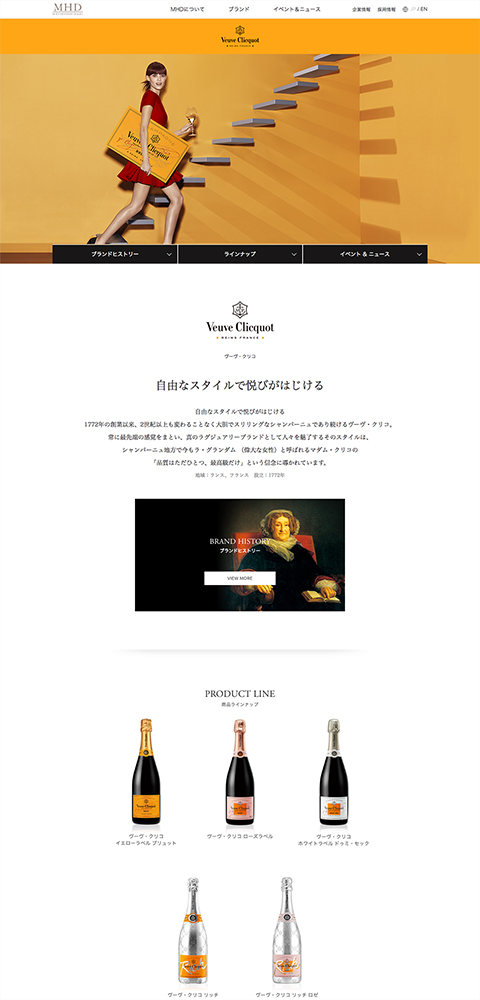 MHD
MHDについて
ブランド
イベント＆ニュース
企業情報
採用情報
JP / EN
Veuve Clicquot
REIMS FRANCE
Veuve Clicquot
ブランドヒストリー
ラインナップ
イベント & ニュース
Veuve Clicquot
REIMS FRANCE
ヴーヴ・クリコ
自由なスタイルで悦びがはじける
自由なスタイルで悦びがはじける
1772年の創業以来、2世紀以上も変わることなく大胆でスリリングなシャンパーニュであり続けるヴーヴ・クリコ。
常に最先端の感覚をまとい、真のラグジュアリーブランドとして人々を魅了するそのスタイルは、
シャンパーニュ地方で今もラ・グランダム （偉大な女性）と呼ばれるマダム・クリコの
「品質はただひとつ、最高級だけ」という信念に導かれています。
地域：ランス、フランス　設立：1772年
BRAND HISTORY
ブランドヒストリー
VIEW MORE
PRODUCT LINE
商品ラインナップ
ヴーヴ・クリコ
イエローラベル ブリュット
ヴーヴ・クリコ ローズラベル
ヴーヴ・クリコ
ホワイトラベル ドゥミ・セック
Rich
Rich
ヴーヴ・クリコ リッチ
ヴーヴ・クリコ リッチ ロゼ